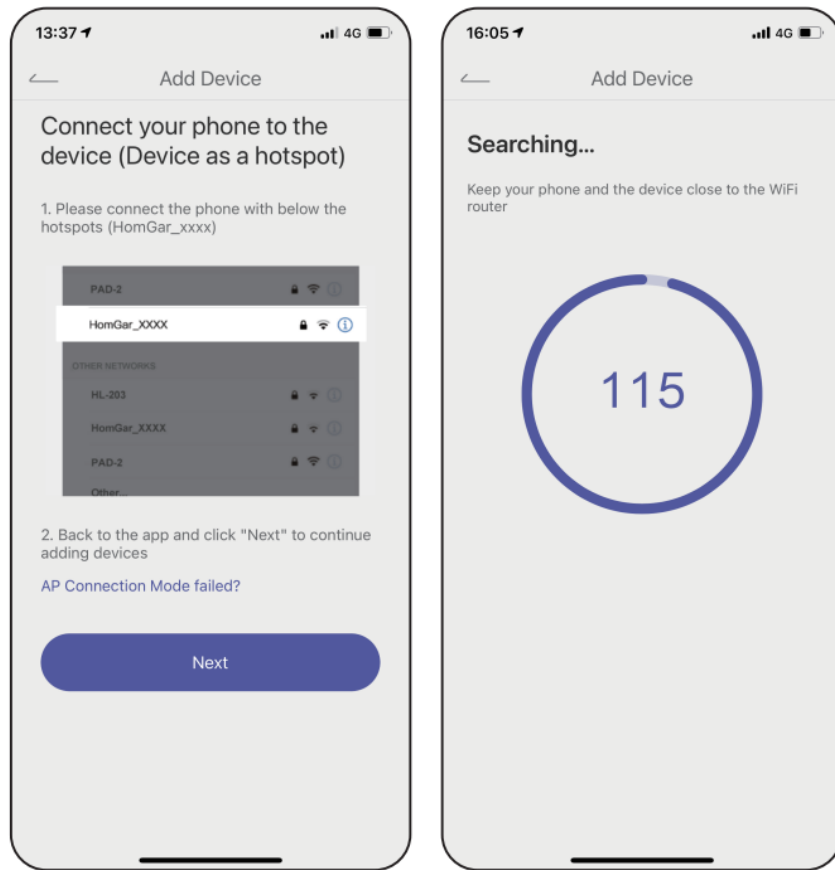 13:37
4G
Add Device
Connect your phone to the
device (Device as a hotspot)
1. Please connect the phone with below the
hotspots (HomGar_xxxx)
PAD-2
HomGar_XXXX
OTHER NETWORKS
HL-203
HomGar_XXXX
PAD-2
Other...
2. Back to the app and click "Next" to continue
adding devices
AP Connection Mode failed?
Next
16:05
4G
Add Device
Searching...
Keep your phone and the device close to the WiFi
router
115